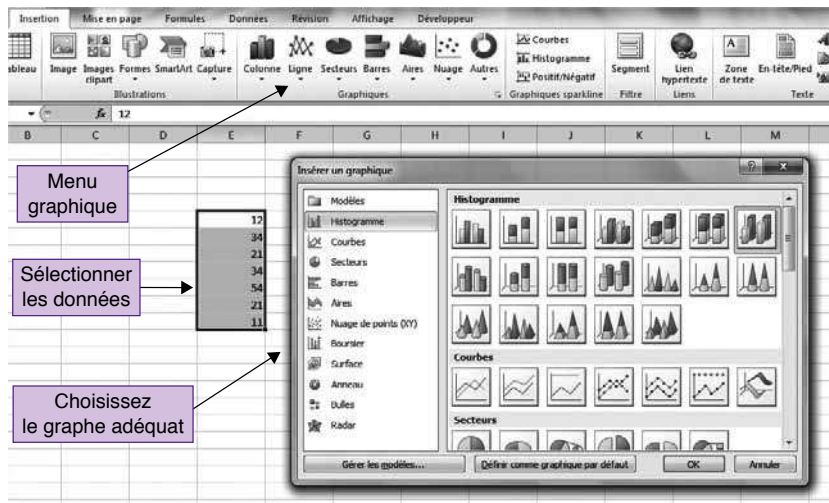 Insertion Mise en page Formules Données Révision Affichage Développeur
Image Images clipart Formes SmartArt Capture Colonne Ligne Secteurs Barres Aires Nuage Autres
Courbes
Histogramme
Positif/Négatif
Segment Lien hypertexte Zone de texte En-tête/Pied
Illustrations Graphiques Graphiques sparkline Filtre Liens Texte
fx 12
B C D E F G H I J K L M
Menu
graphique
Sélectionner
les données
Choisissez
le graphe adéquat
12
34
21
34
54
21
11
Insérer un graphique
Modèles
Histogramme
Courbes
Secteurs
Barres
Aires
Nuage de points (XY)
Boursier
Surface
Anneau
Bulles
Radar
Histogramme
Courbes
Secteurs
Gérer les modèles...
Définir comme graphique par défaut
OK
Annuler